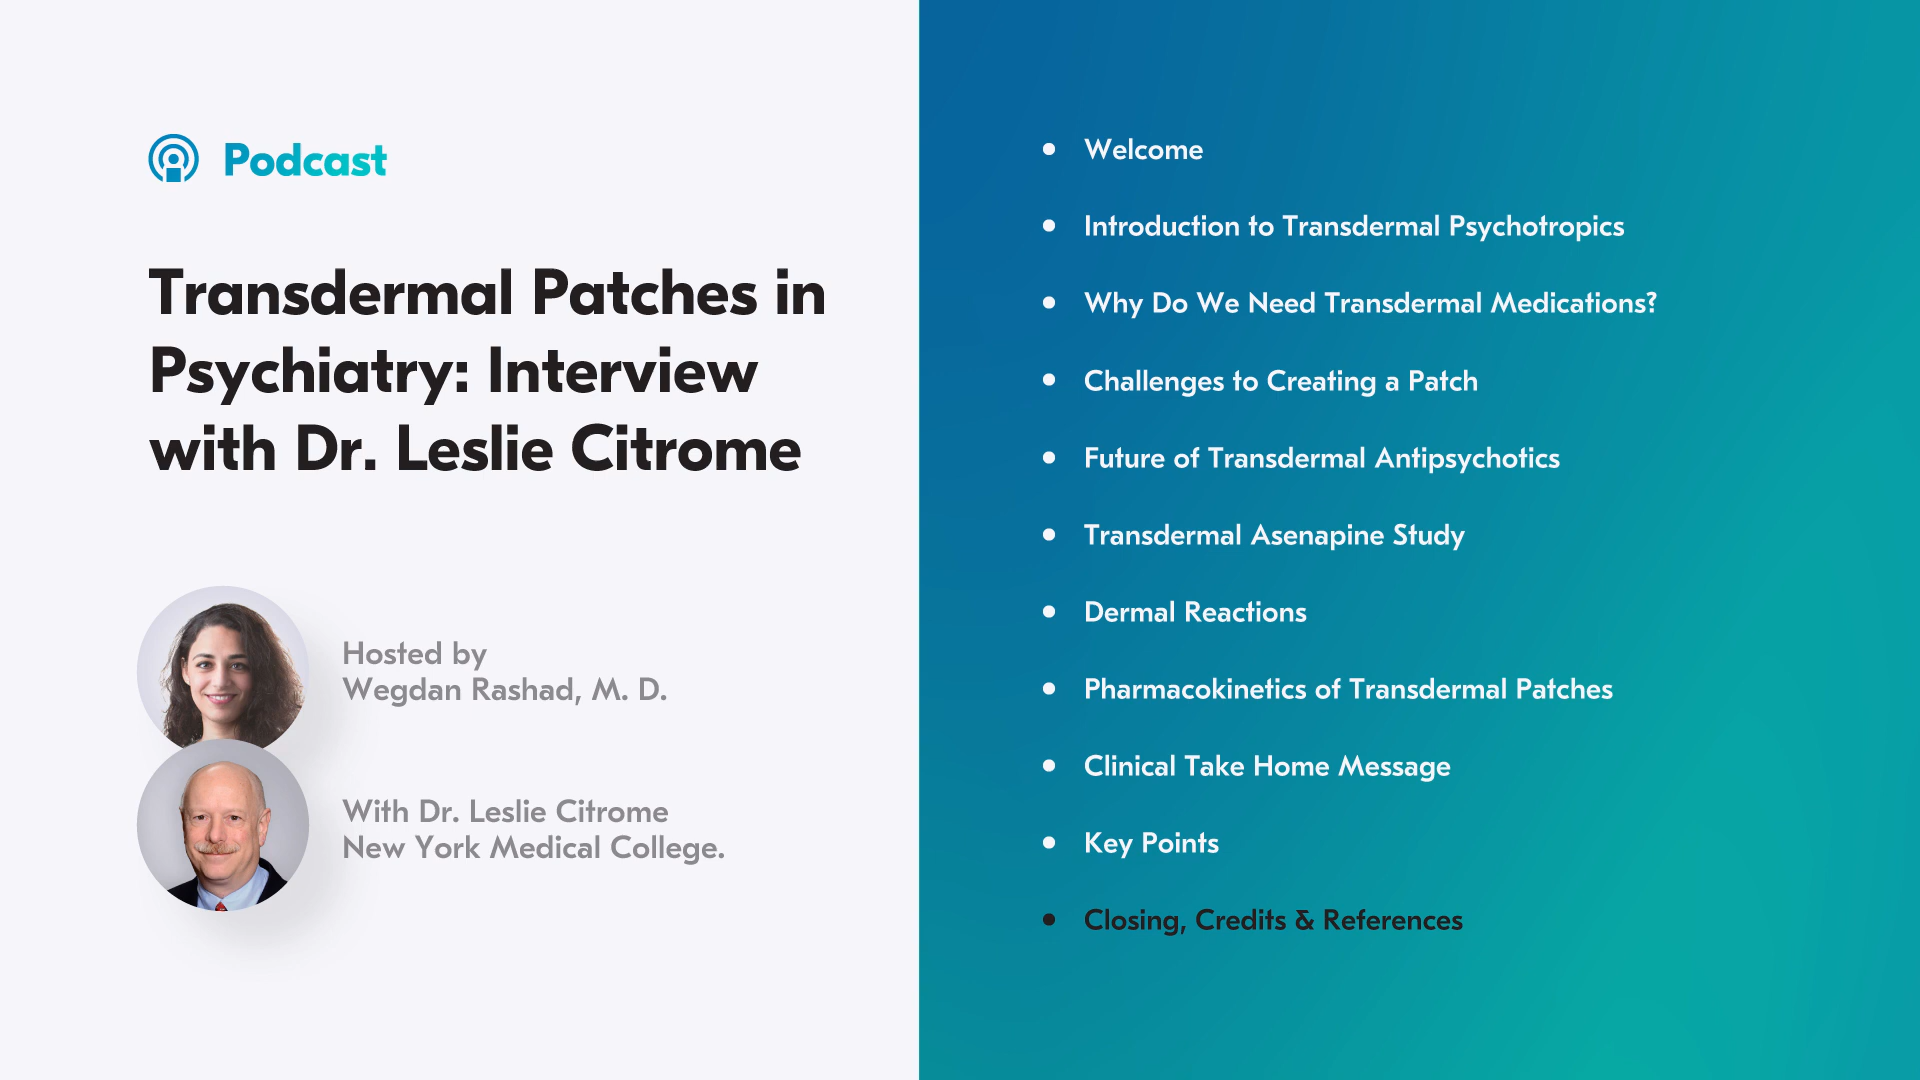 Podcast
Transdermal Patches in
Psychiatry: Interview
with Dr. Leslie Citrome
Hosted by
Wegdan Rashad, M. D.
With Dr. Leslie Citrome
New York Medical College.
• Welcome
• Introduction to Transdermal Psychotropics
• Why Do We Need Transdermal Medications?
• Challenges to Creating a Patch
• Future of Transdermal Antipsychotics
• Transdermal Asenapine Study
• Dermal Reactions
• Pharmacokinetics of Transdermal Patches
• Clinical Take Home Message
• Key Points
• Closing, Credits & References